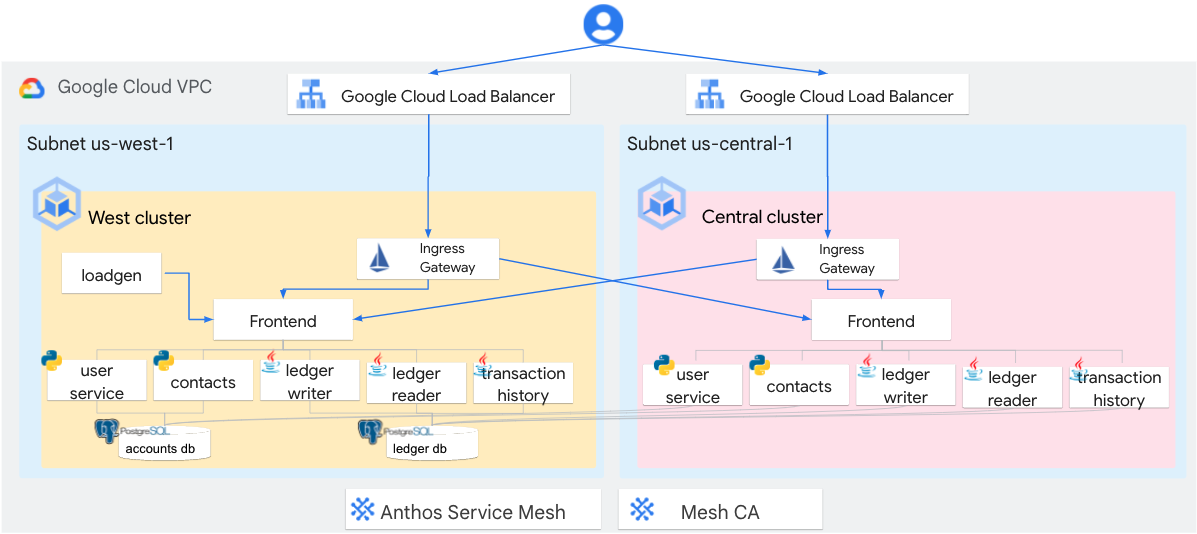 Google Cloud VPC
Google Cloud Load Balancer
Google Cloud Load Balancer
Subnet us-west-1
Subnet us-central-1
West cluster
Central cluster
Ingress
Gateway
Ingress
Gateway
loadgen
Frontend
Frontend
user
service
contacts
ledger
writer
ledger
reader
transaction
history
user
service
contacts
ledger
writer
ledger
reader
transaction
history
PostgreSQL
accounts db
PostgreSQL
ledger db
Anthos Service Mesh
Mesh CA